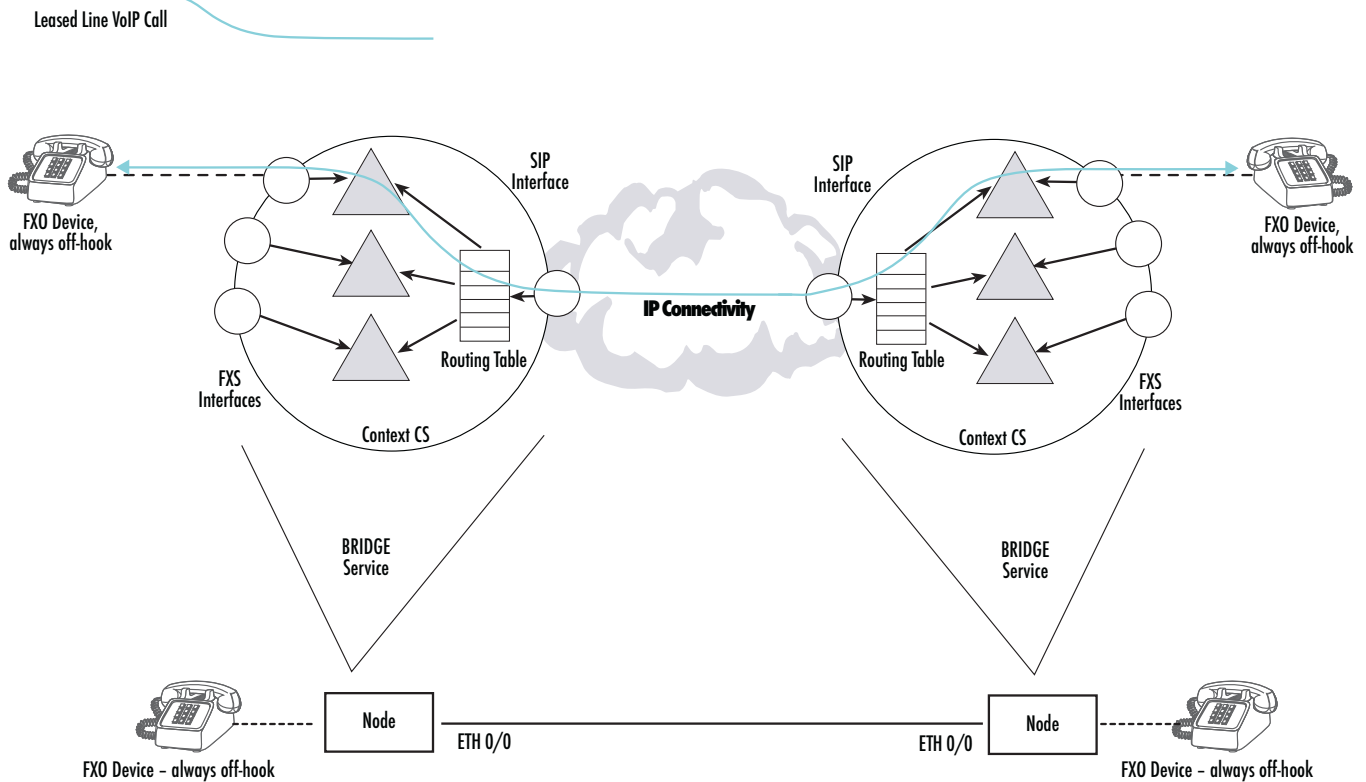 Leased Line VoIP Call
SIP
Interface
SIP
Interface
FXO Device,
always off-hook
FXO Device,
always off-hook
IP Connectivity
Routing Table
Routing Table
FXS
Interfaces
FXS
Interfaces
Context CS
Context CS
BRIDGE
Service
BRIDGE
Service
Node
Node
ETH 0/0
ETH 0/0
FXO Device – always off-hook
FXO Device – always off-hook